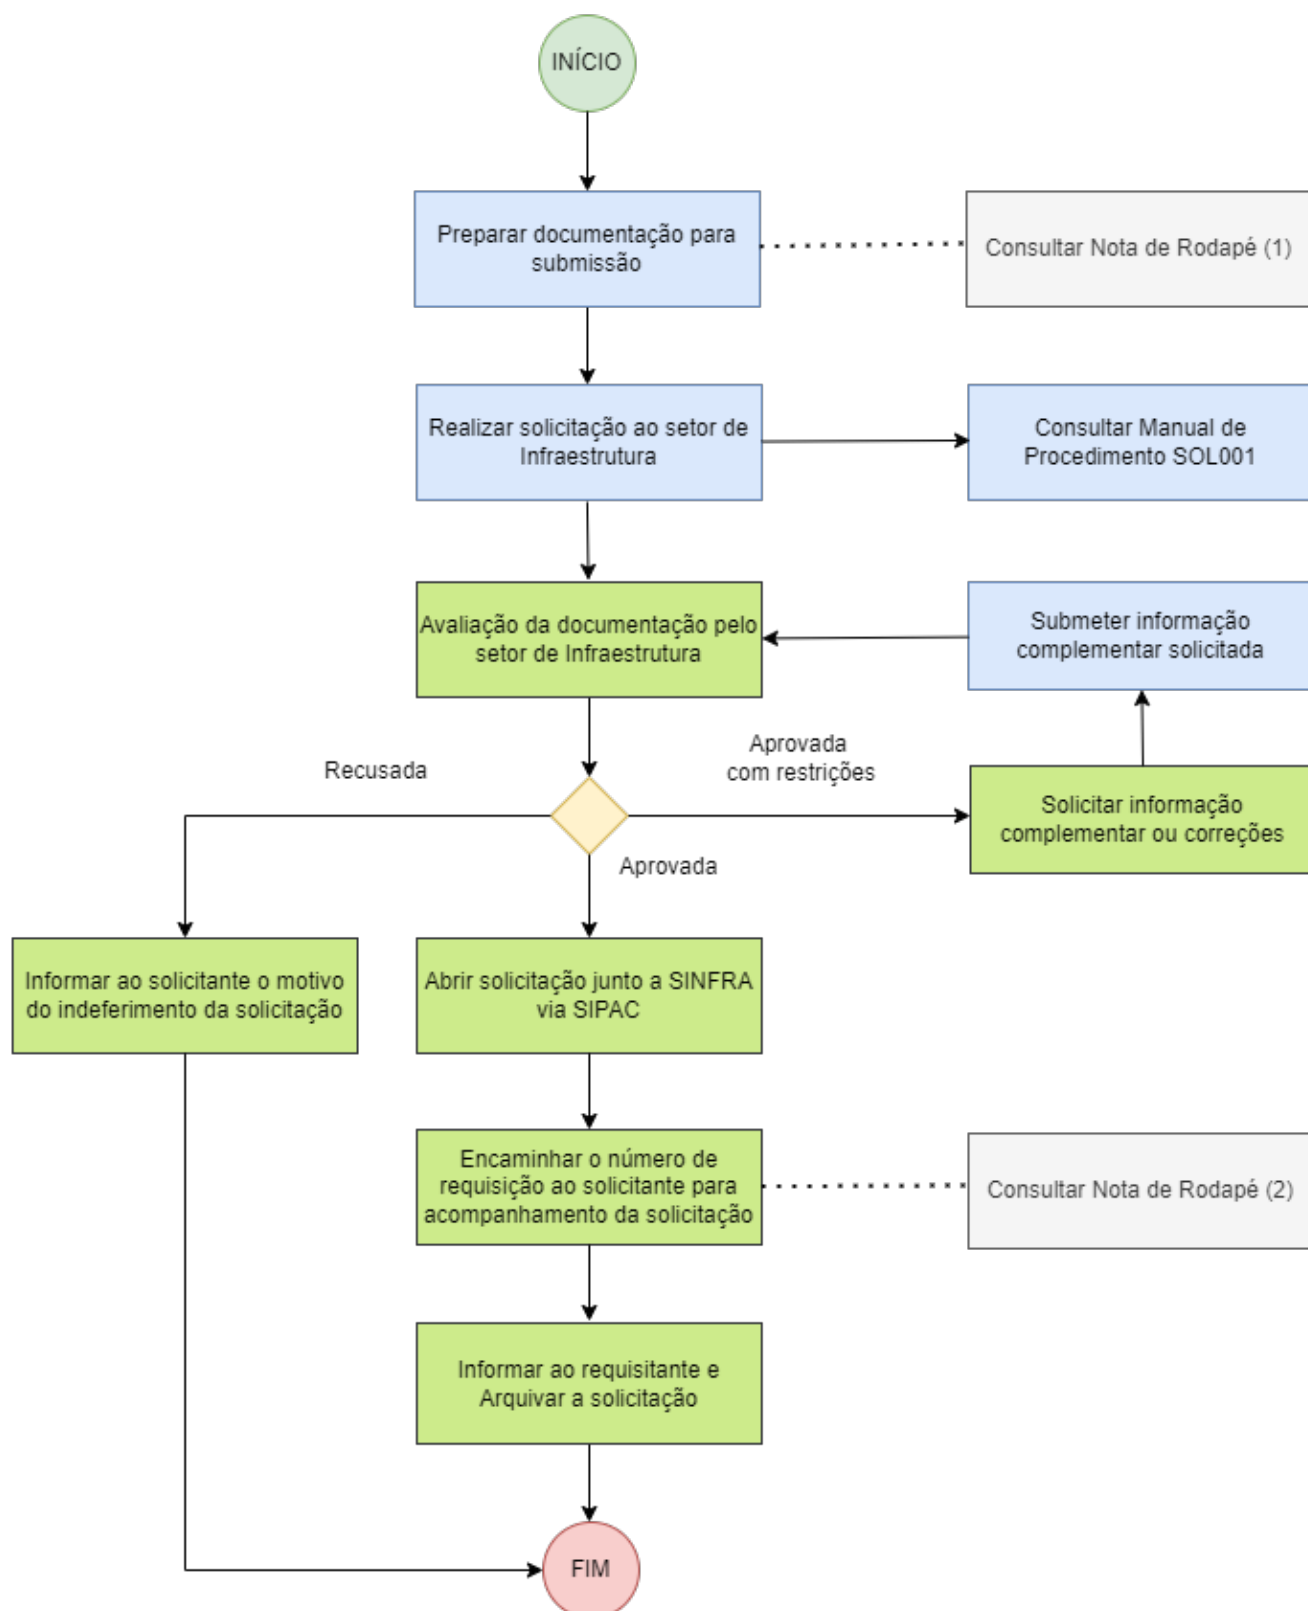 INÍCIO
Preparar documentação para
submissão
Consultar Nota de Rodapé (1)
Realizar solicitação ao setor de
Infraestrutura
Consultar Manual de
Procedimento SOL001
Avaliação da documentação pelo
setor de Infraestrutura
Submeter informação
complementar solicitada
Recusada
Aprovada
com restrições
Solicitar informação
complementar ou correções
Aprovada
Informar ao solicitante o motivo
do indeferimento da solicitação
Abrir solicitação junto a SINFRA
via SIPAC
Encaminhar o número de
requisição ao solicitante para
acompanhamento da solicitação
Consultar Nota de Rodapé (2)
Informar ao requisitante e
Arquivar a solicitação
FIM